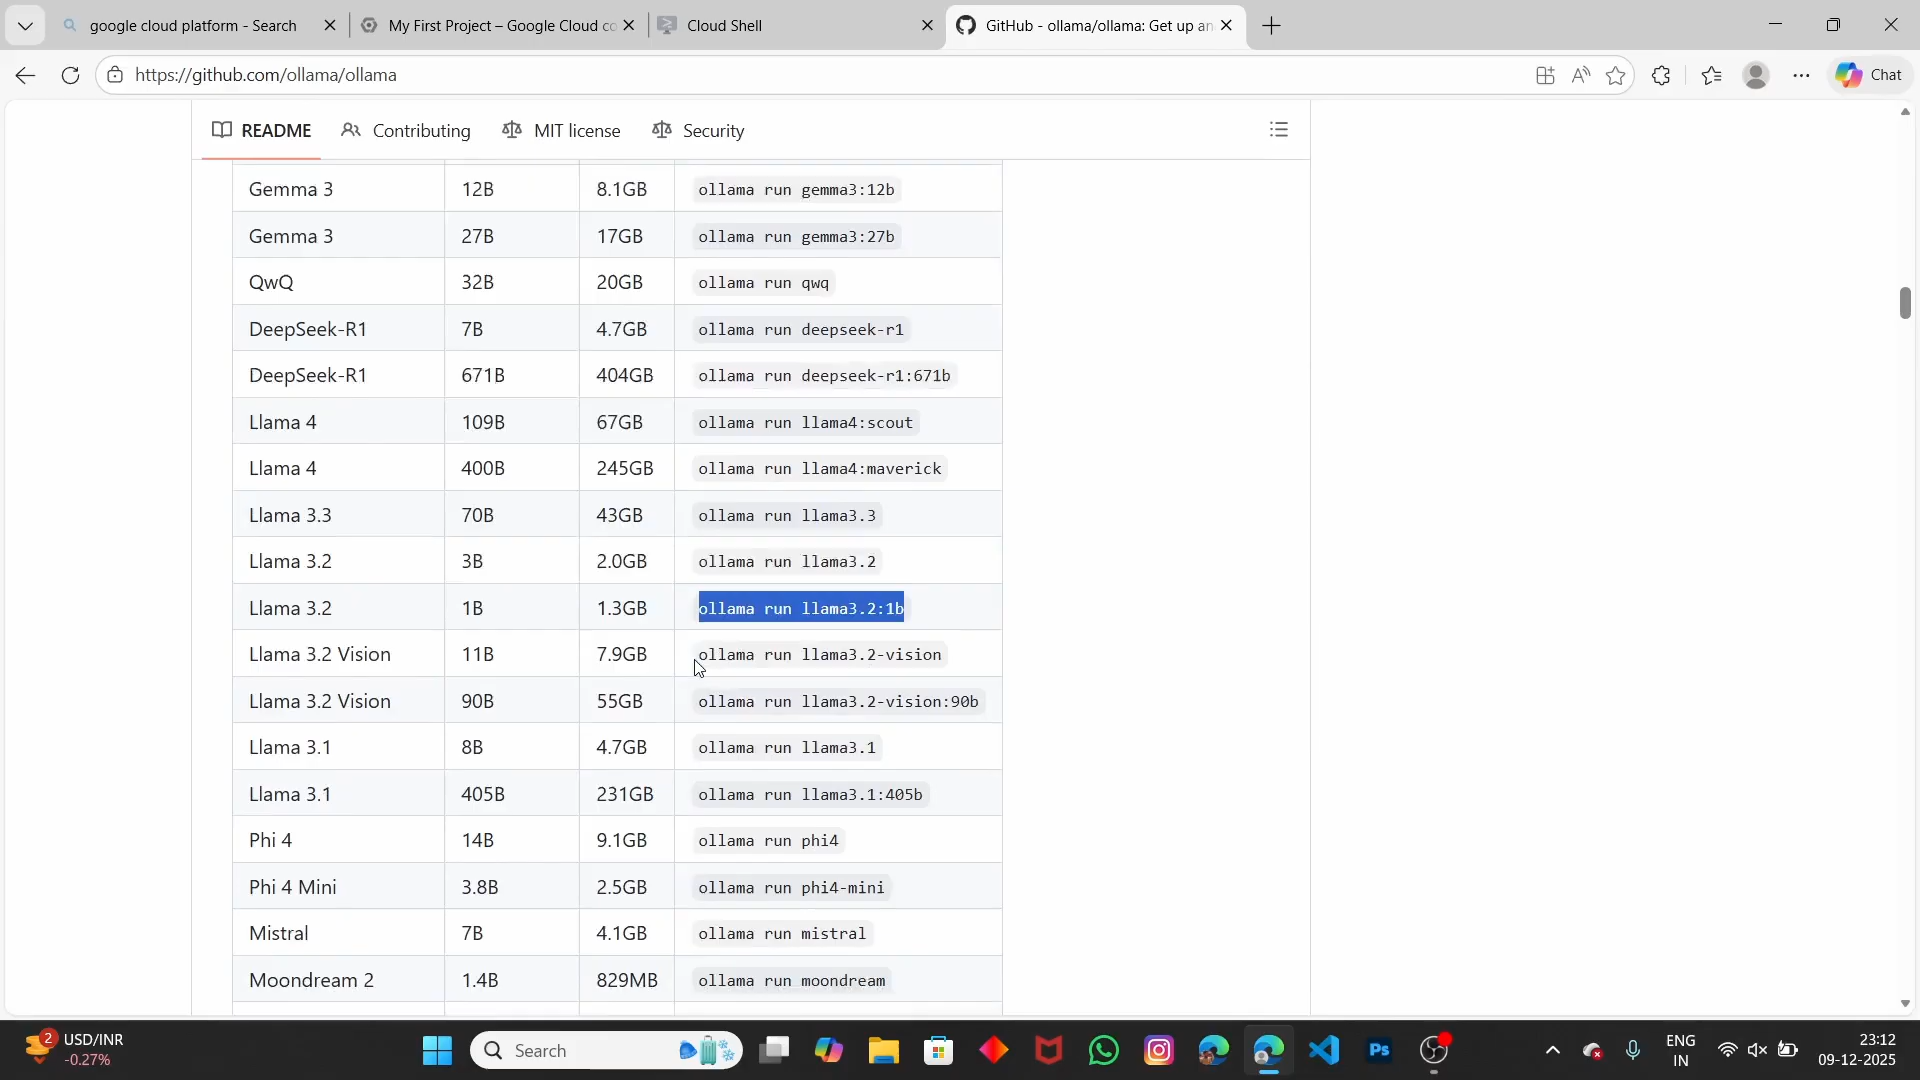 google cloud platform - Search
My First Project – Google Cloud co
Cloud Shell
GitHub - ollama/ollama: Get up an
https://github.com/ollama/ollama
Chat
README
Contributing
MIT license
Security
Gemma 3 12B 8.1GB ollama run gemma3:12b
Gemma 3 27B 17GB ollama run gemma3:27b
QwQ 32B 20GB ollama run qwq
DeepSeek-R1 7B 4.7GB ollama run deepseek-r1
DeepSeek-R1 671B 404GB ollama run deepseek-r1:671b
Llama 4 109B 67GB ollama run llama4:scout
Llama 4 400B 245GB ollama run llama4:maverick
Llama 3.3 70B 43GB ollama run llama3.3
Llama 3.2 3B 2.0GB ollama run llama3.2
Llama 3.2 1B 1.3GB ollama run llama3.2:1b
Llama 3.2 Vision 11B 7.9GB ollama run llama3.2-vision
Llama 3.2 Vision 90B 55GB ollama run llama3.2-vision:90b
Llama 3.1 8B 4.7GB ollama run llama3.1
Llama 3.1 405B 231GB ollama run llama3.1:405b
Phi 4 14B 9.1GB ollama run phi4
Phi 4 Mini 3.8B 2.5GB ollama run phi4-mini
Mistral 7B 4.1GB ollama run mistral
Moondream 2 1.4B 829MB ollama run moondream
2
USD/INR
-0.27%
Search
Ps
ENG
IN
23:12
09-12-2025